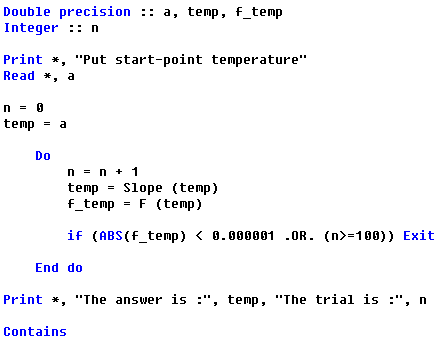 Double precision :: a, temp, f_temp
Integer :: n
Print *, "Put start-point temperature"
Read *, a
n = 0
temp = a
Do
n = n + 1
temp = Slope (temp)
f_temp = F (temp)
if (ABS(f_temp) < 0.000001 .OR. (n>=100)) Exit
End do
Print *, "The answer is :", temp, "The trial is :", n
Contains